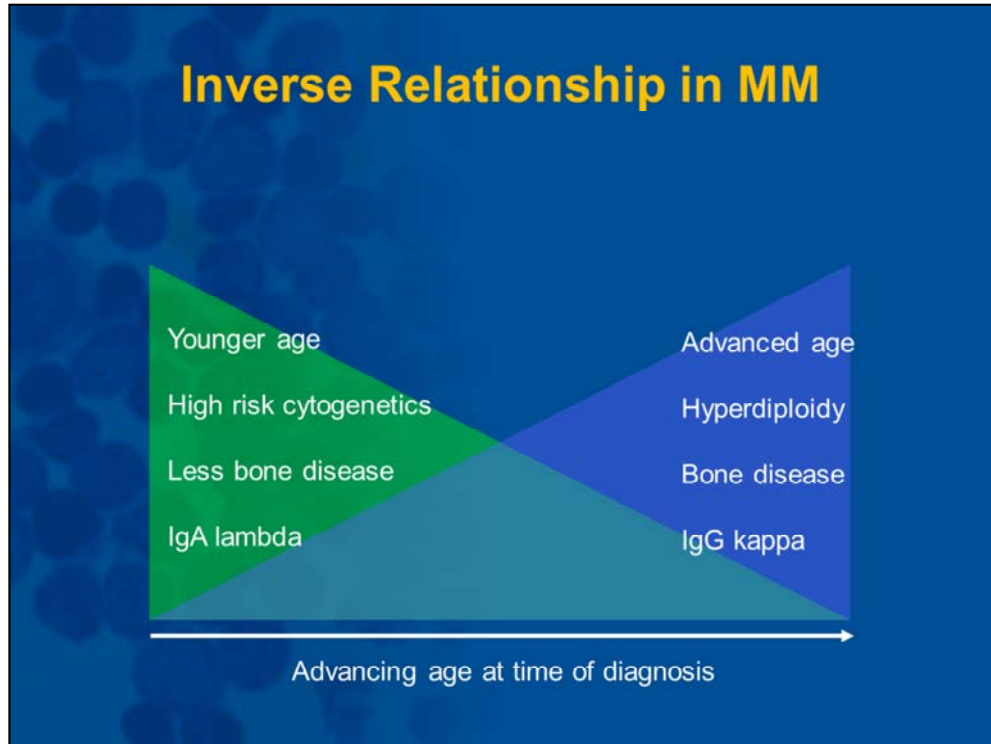 Inverse Relationship in MM
Younger age
High risk cytogenetics
Less bone disease
IgA lambda
Advanced age
Hyperdiploidy
Bone disease
IgG kappa
Advancing age at time of diagnosis